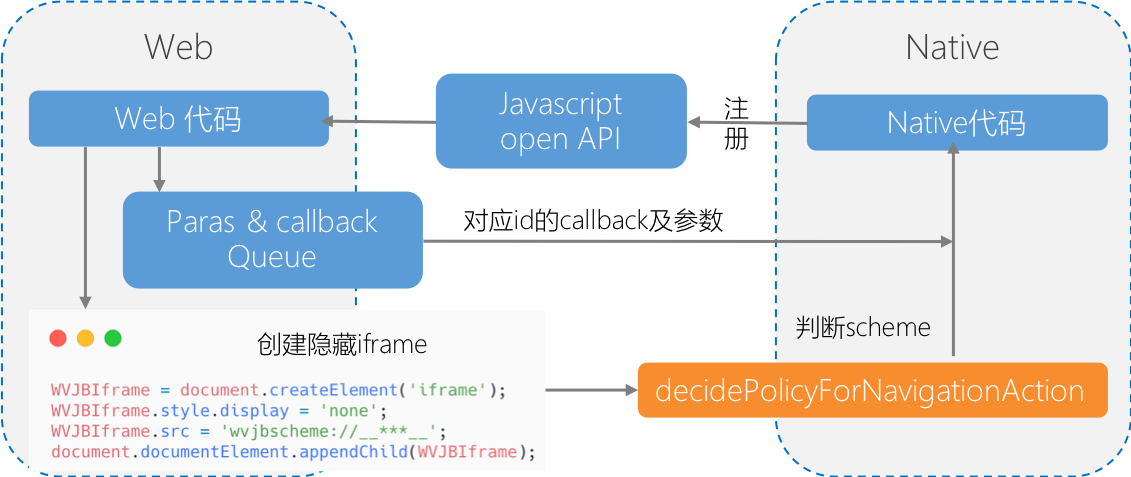 Web
Native
Web 代码
Javascript
open API
注
册
Native代码
Paras & callback
Queue
对应id的callback及参数
判断scheme
创建隐藏iframe
WVJBIframe = document.createElement('iframe');
WVJBIframe.style.display = 'none';
WVJBIframe.src = 'wvjbscheme://__***__';
document.documentElement.appendChild(WVJBIframe);
decidePolicyForNavigationAction